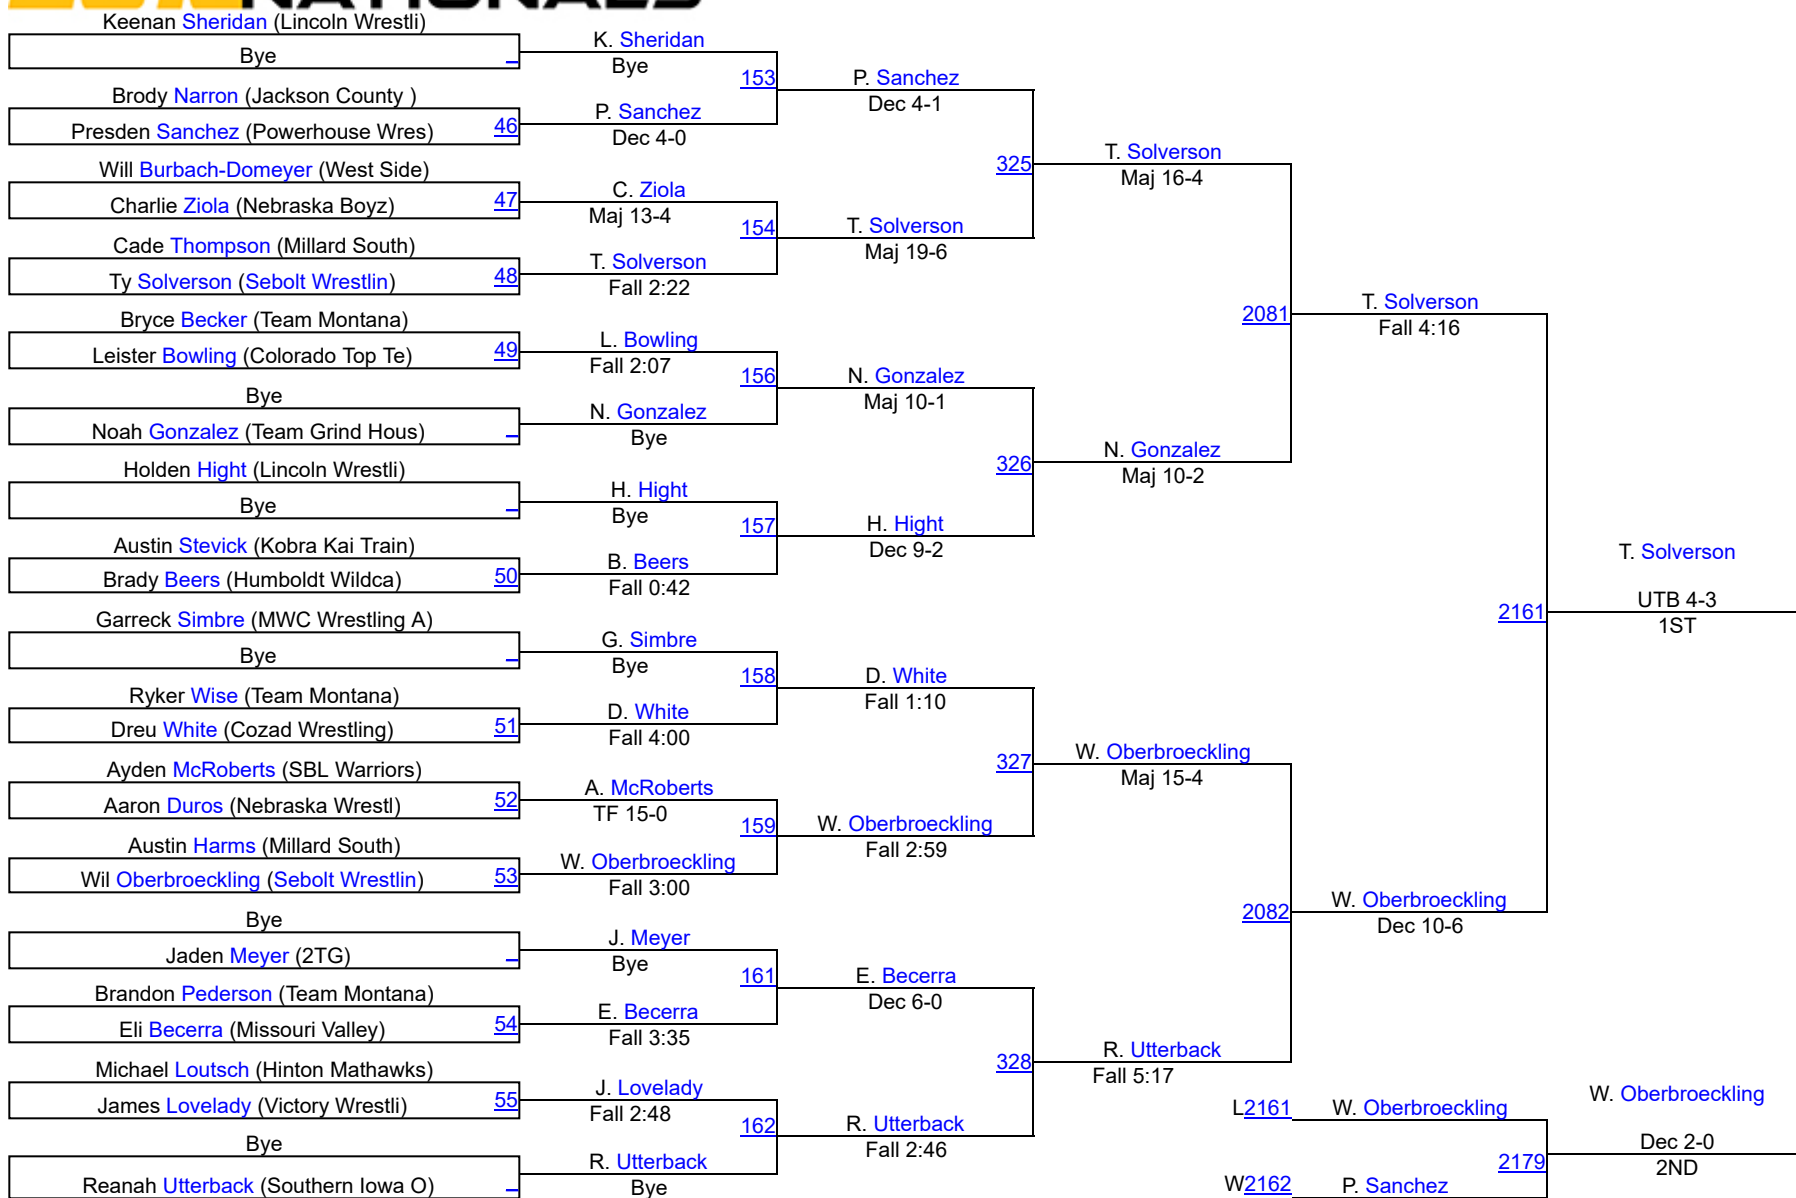 NATIONALS
Keenan Sheridan (Lincoln Wrestli)
Bye
Brody Narron (Jackson County )
Presden Sanchez (Powerhouse Wres) 46
Will Burbach-Domeyer (West Side)
Charlie Ziola (Nebraska Boyz) 47
Cade Thompson (Millard South)
Ty Solverson (Sebolt Wrestlin) 48
Bryce Becker (Team Montana)
Leister Bowling (Colorado Top Te) 49
Bye
Noah Gonzalez (Team Grind Hous)
Holden Hight (Lincoln Wrestli)
Bye
Austin Stevick (Kobra Kai Train)
Brady Beers (Humboldt Wildca) 50
Garreck Simbre (MWC Wrestling A)
Bye
Ryker Wise (Team Montana)
Dreu White (Cozad Wrestling) 51
Ayden McRoberts (SBL Warriors)
Aaron Duros (Nebraska Wrestl) 52
Austin Harms (Millard South)
Wil Oberbroeckling (Sebolt Wrestlin) 53
Bye
Jaden Meyer (2TG)
Brandon Pederson (Team Montana)
Eli Becerra (Missouri Valley) 54
Michael Loutsch (Hinton Mathawks)
James Lovelady (Victory Wrestli) 55
Bye
Reanah Utterback (Southern Iowa O)
K. Sheridan
Bye
153
P. Sanchez
Dec 4-0
C. Ziola
Maj 13-4
154
T. Solverson
Fall 2:22
L. Bowling
Fall 2:07
156
N. Gonzalez
Bye
H. Hight
Bye
157
B. Beers
Fall 0:42
G. Simbre
Bye
158
D. White
Fall 4:00
A. McRoberts
TF 15-0
159
W. Oberbroeckling
Fall 3:00
J. Meyer
Bye
161
E. Becerra
Fall 3:35
J. Lovelady
Fall 2:48
162
R. Utterback
Bye
P. Sanchez
Dec 4-1
325
T. Solverson
Maj 19-6
N. Gonzalez
Maj 10-1
326
H. Hight
Dec 9-2
D. White
Fall 1:10
327
W. Oberbroeckling
Fall 2:59
E. Becerra
Dec 6-0
328
R. Utterback
Fall 2:46
T. Solverson
Maj 16-4
2081
N. Gonzalez
Maj 10-2
W. Oberbroeckling
Maj 15-4
2082
R. Utterback
Fall 5:17
T. Solverson
Fall 4:16
2161
W. Oberbroeckling
Dec 10-6
T. Solverson
UTB 4-3
1ST
L2161 W. Oberbroeckling
2179
W2162 P. Sanchez
W. Oberbroeckling
Dec 2-0
2ND